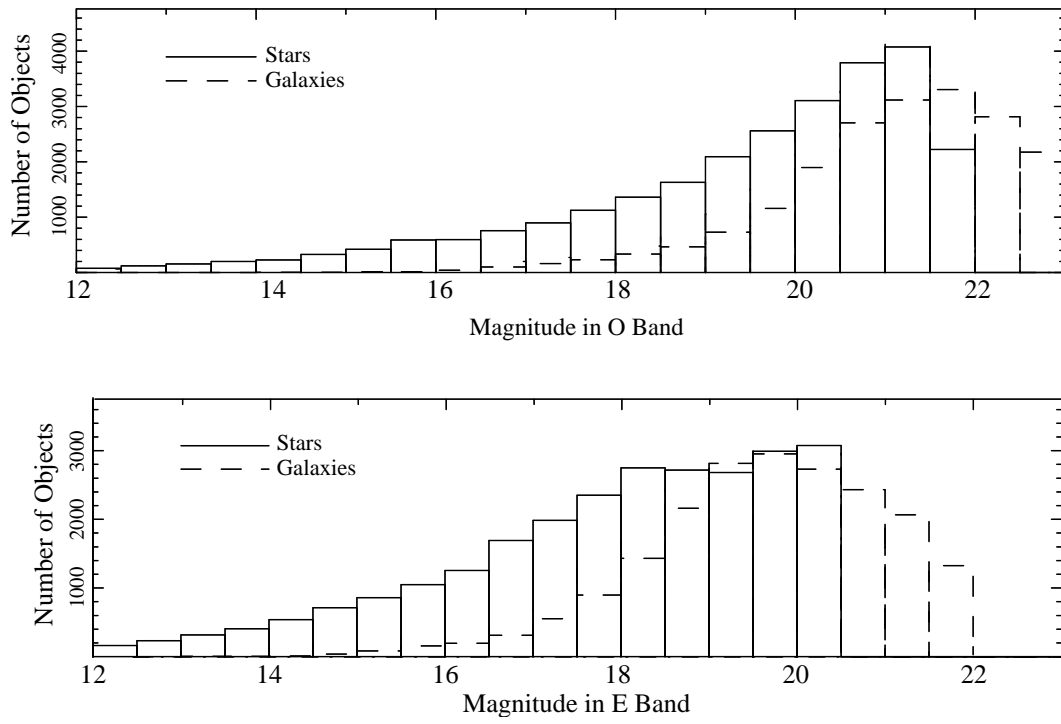 4000
3000
2000
1000
Number of Objects
Stars
Galaxies
12 14 16 18 20 22
Magnitude in O Band
3000
2000
1000
Number of Objects
Stars
Galaxies
12 14 16 18 20 22
Magnitude in E Band